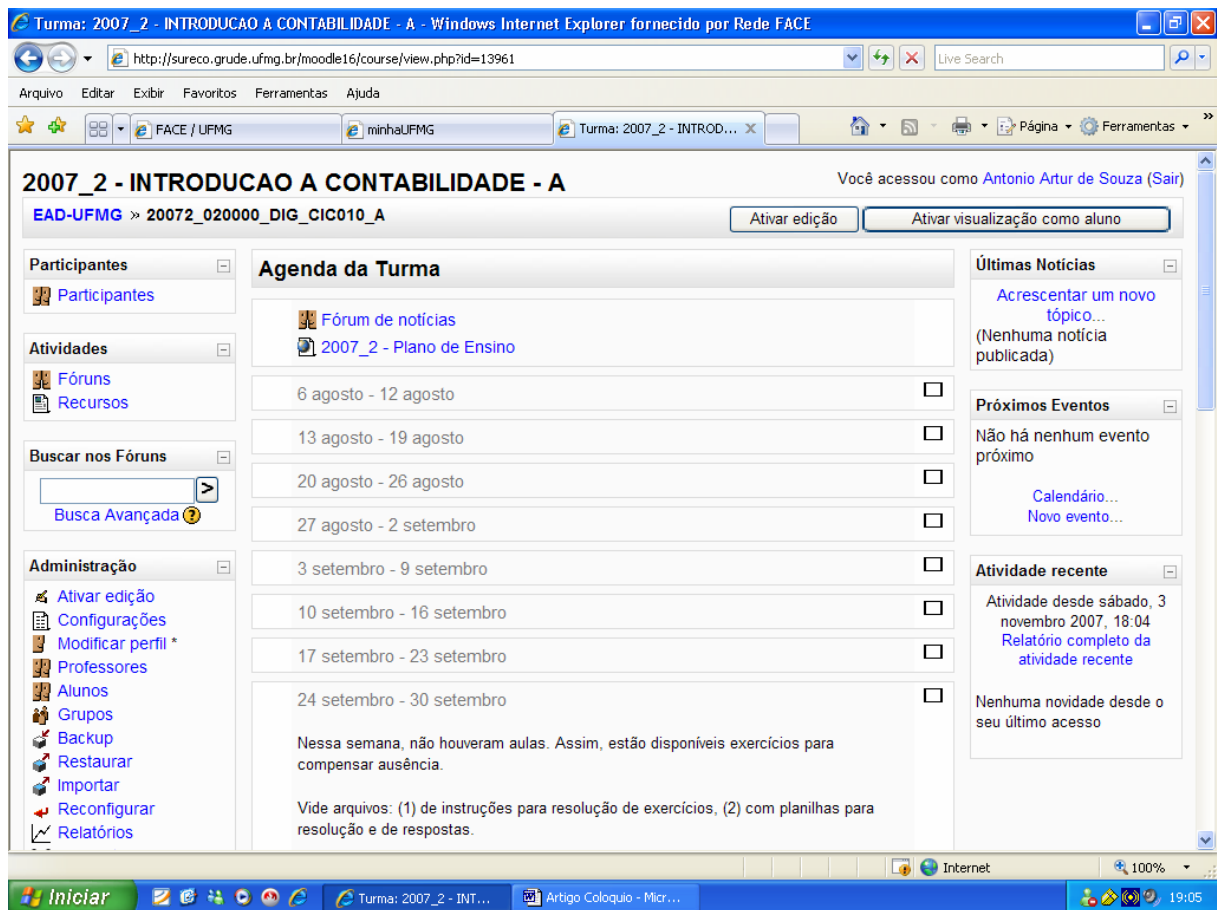 Turma: 2007_2 - INTRODUCAO A CONTABILIDADE - A - Windows Internet Explorer fornecido por Rede FACE
http://sureco.grude.ufmg.br/moodle16/course/view.php?id=13961
Live Search
Arquivo Editar Exibir Favoritos Ferramentas Ajuda
FACE / UFMG
minhaUFMG
Turma: 2007_2 - INTROD...
Página
Ferramentas
2007_2 - INTRODUCAO A CONTABILIDADE - A
Você acessou como Antonio Artur de Souza (Sair)
EAD-UFMG » 20072_020000_DIG_CIC010_A
Ativar edição
Ativar visualização como aluno
Participantes
Participantes
Atividades
Fóruns
Recursos
Buscar nos Fóruns
>
Busca Avançada ?
Administração
Ativar edição
Configurações
Modificar perfil *
Professores
Alunos
Grupos
Backup
Restaurar
Importar
Reconfigurar
Relatórios
Agenda da Turma
Fórum de notícias
2007_2 - Plano de Ensino
6 agosto - 12 agosto
13 agosto - 19 agosto
20 agosto - 26 agosto
27 agosto - 2 setembro
3 setembro - 9 setembro
10 setembro - 16 setembro
17 setembro - 23 setembro
24 setembro - 30 setembro
Nessa semana, não houveram aulas. Assim, estão disponíveis exercícios para
compensar ausência.
Vide arquivos: (1) de instruções para resolução de exercícios, (2) com planilhas para
resolução e de respostas.
Últimas Notícias
Acrescentar um novo
tópico...
(Nenhuma notícia
publicada)
Próximos Eventos
Não há nenhum evento
próximo
Calendário...
Novo evento...
Atividade recente
Atividade desde sábado, 3
novembro 2007, 18:04
Relatório completo da
atividade recente
Nenhuma novidade desde o
seu último acesso
Internet
100%
Iniciar
Turma: 2007_2 - INT...
Artigo Coloquio - Micr...
19:05